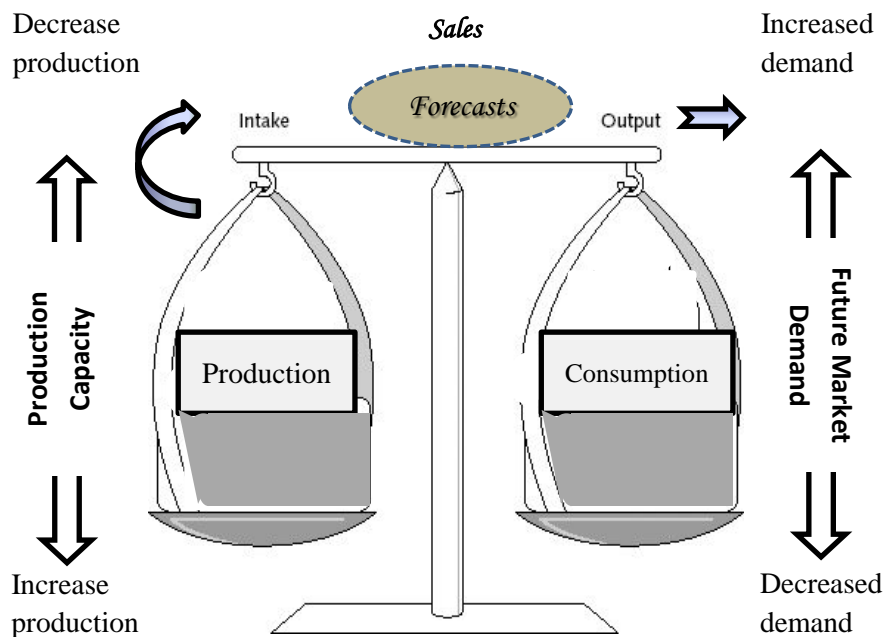 Decrease
production
Sales
Increased
demand
Forecasts
Intake
Output
Production
Capacity
Production
Consumption
Future Market
Demand
Increase
production
Decreased
demand